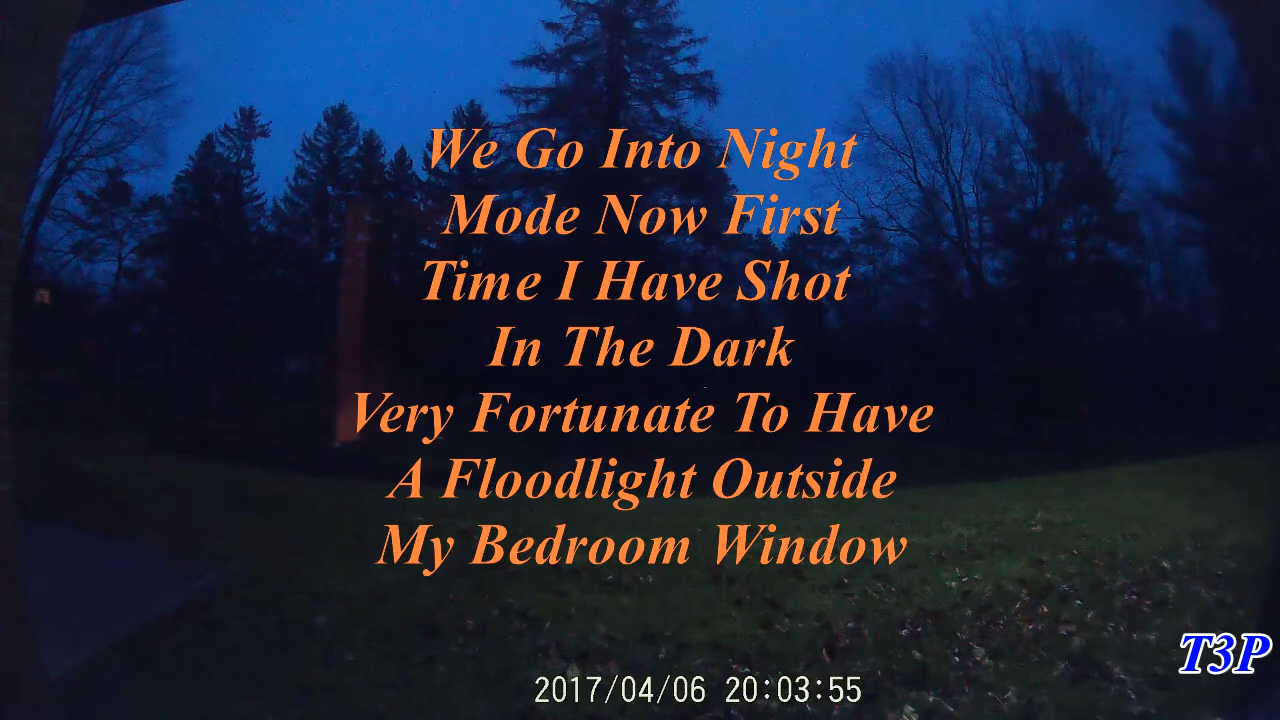 We Go Into Night
Mode Now First
Time I Have Shot
In The Dark
Very Fortunate To Have
A Floodlight Outside
My Bedroom Window
T3P
2017/04/06 20:03:55